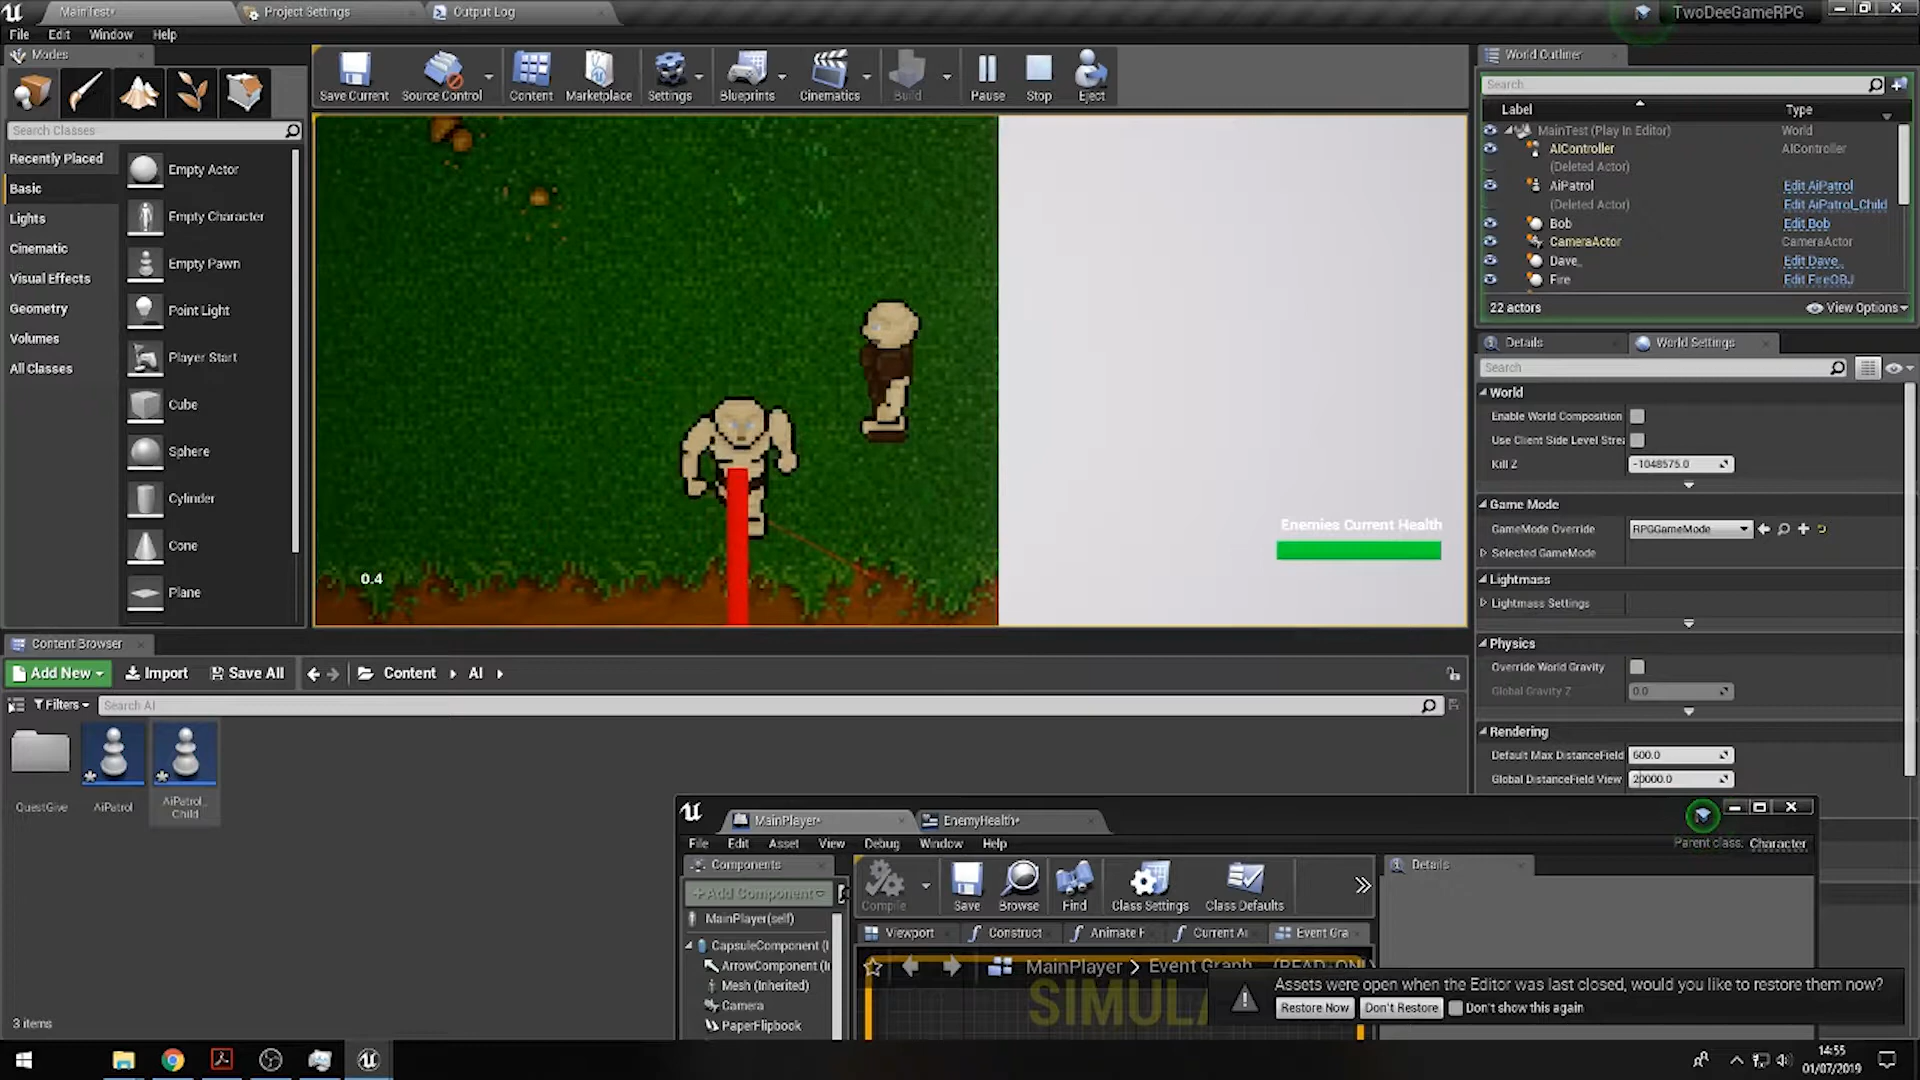 MainTest*
Project Settings
Output Log
TwoDeeGameRPG
File Edit Window Help
Modes
Save Current
Source Control
Content
Marketplace
Settings
Blueprints
Cinematics
Build
Pause
Stop
Eject
Search Classes
Recently Placed
Basic
Lights
Cinematic
Visual Effects
Geometry
Volumes
All Classes
Empty Actor
Empty Character
Empty Pawn
Point Light
Player Start
Cube
Sphere
Cylinder
Cone
Plane
0.4
Enemies Current Health
World Outliner
Search
Label Type
MainTest (Play In Editor) World
AIController AIController
(Deleted Actor)
AiPatrol Edit AiPatrol
(Deleted Actor) Edit AiPatrol_Child
Bob Edit Bob
CameraActor CameraActor
Dave_ Edit Dave_
Fire Edit FireOBJ
22 actors View Options
Details
World Settings
Search
World
Enable World Composition
Use Client Side Level Strea
Kill Z -1048575.0
Game Mode
GameMode Override RPGGameMode
Selected GameMode
Lightmass
Lightmass Settings
Physics
Override World Gravity
Global Gravity Z 0.0
Rendering
Default Max DistanceField 600.0
Global DistanceField View 20000.0
Content Browser
Add New Import Save All Content AI
Filters Search AI
QuestGive
AiPatrol
AiPatrol_
Child
3 items
MainPlayer*
EnemyHealth*
File Edit Asset View Debug Window Help
Parent class: Character
Components
+Add Component
MainPlayer(self)
CapsuleComponent (I
ArrowComponent (I
Mesh (Inherited)
Camera
PaperFlipbook
Compile
Save
Browse
Find
Class Settings
Class Defaults
Details
Viewport
Construct
Animate F
Current Ai
Event Gra
MainPlayer > Event Graph (READ-ONL
SIMULA
Assets were open when the Editor was last closed, would you like to restore them now?
Restore Now Don't Restore Don't show this again
14:55
01/07/2019